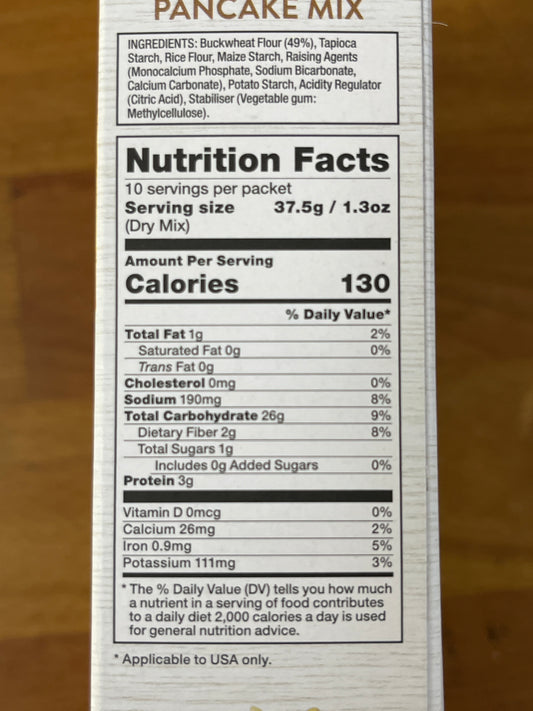 PANCAKE MIX
INGREDIENTS: Buckwheat Flour (49%), Tapioca
Starch, Rice Flour, Maize Starch, Raising Agents
(Monocalcium Phosphate, Sodium Bicarbonate,
Calcium Carbonate), Potato Starch, Acidity Regulator
(Citric Acid), Stabiliser (Vegetable gum:
Methylcellulose).
Nutrition Facts
10 servings per packet
Serving size 37.5g / 1.3oz
(Dry Mix)
Amount Per Serving
Calories 130
% Daily Value*
Total Fat 1g 2%
Saturated Fat 0g 0%
Trans Fat 0g
Cholesterol 0mg 0%
Sodium 190mg 8%
Total Carbohydrate 26g 9%
Dietary Fiber 2g 8%
Total Sugars 1g
Includes 0g Added Sugars 0%
Protein 3g
Vitamin D 0mcg 0%
Calcium 26mg 2%
Iron 0.9mg 5%
Potassium 111mg 3%
* The % Daily Value (DV) tells you how much
a nutrient in a serving of food contributes
to a daily diet 2,000 calories a day is used
for general nutrition advice.
* Applicable to USA only.